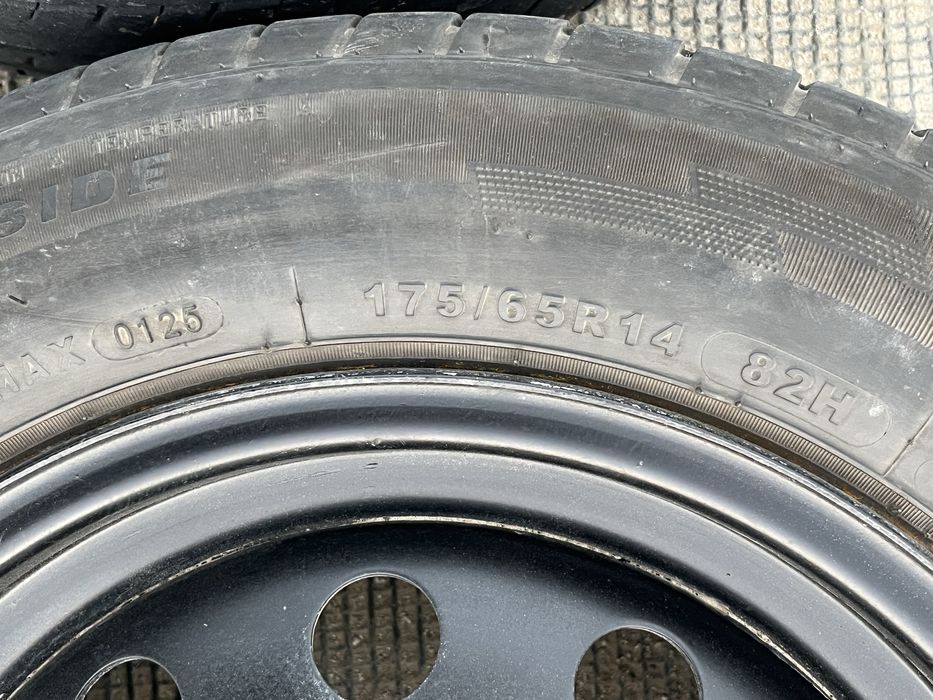 TEMPERATURE A
SIDE
MAX 0125 175/65R14 82H